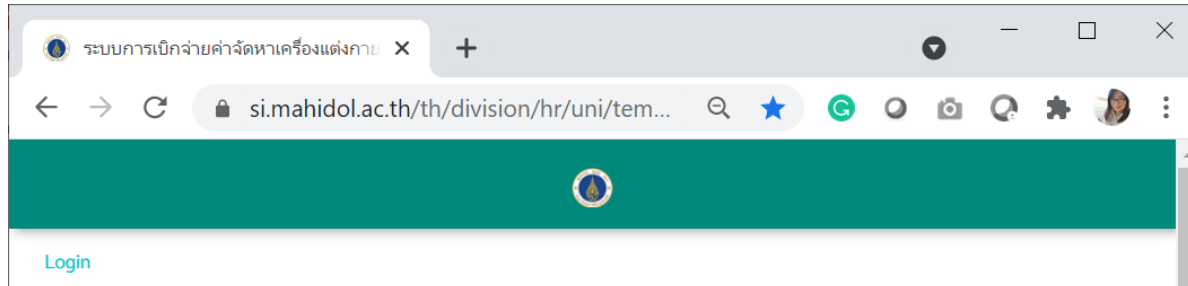 ระบบการเบิกจ่ายค่าจัดหาเครื่องแต่งกาย
si.mahidol.ac.th/th/division/hr/uni/tem...
Login